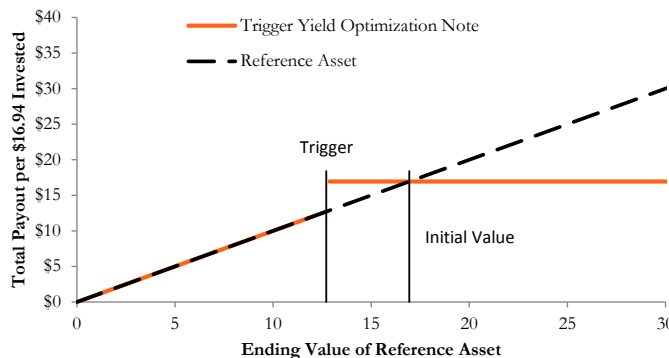 Trigger Yield Optimization Note
Reference Asset
Total Payout per $16.94 Invested
$40
$35
$30
$25
$20
$15
$10
$5
$0
Trigger
Initial Value
0 5 10 15 20 25 30
Ending Value of Reference Asset